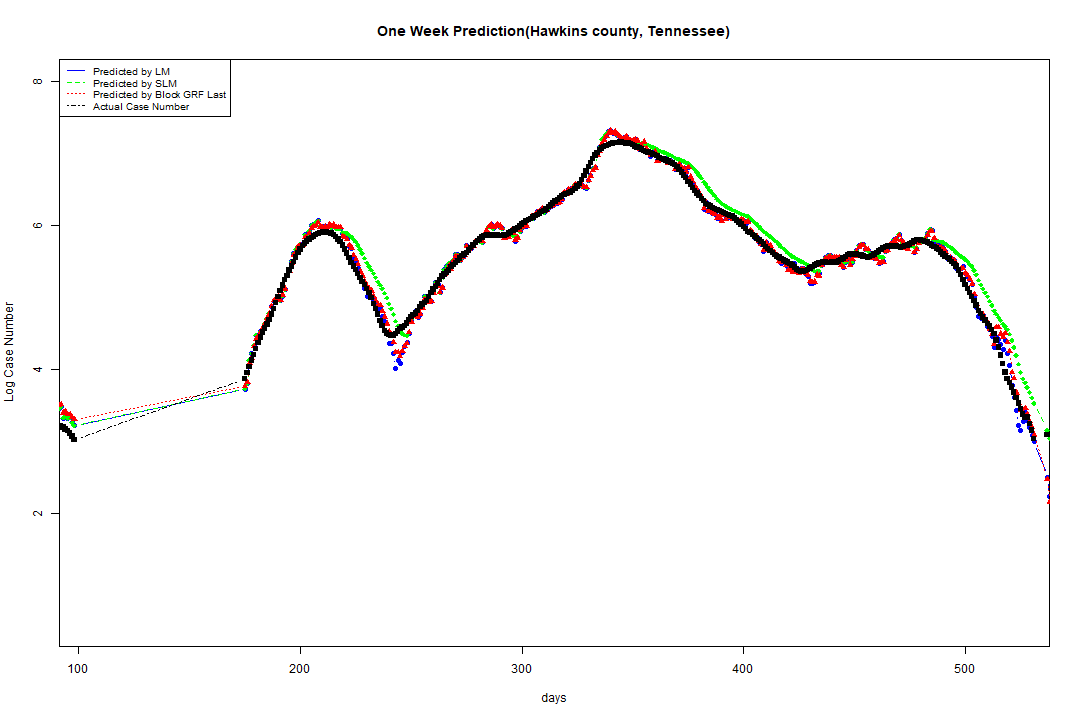 One Week Prediction(Hawkins county, Tennessee)
Predicted by LM
Predicted by SLM
Predicted by Block GRF Last
Actual Case Number
8
6
4
2
Log Case Number
100 200 300 400 500
days